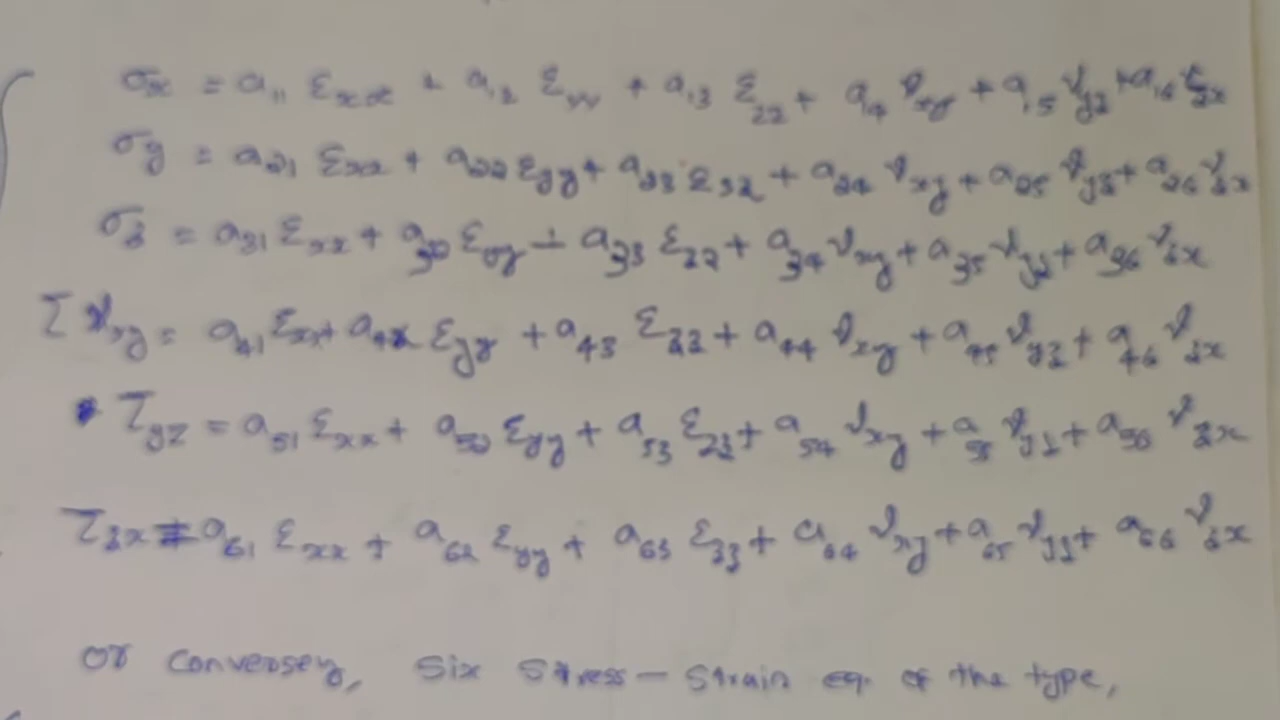 σx = a11 εxx + a12 εyy + a13 εzz + a14 γxy + a15 γyz + a16 γzx
σy = a21 εxx + a22 εyy + a23 εzz + a24 γxy + a25 γyz + a26 γzx
σz = a31 εxx + a32 εyy + a33 εzz + a34 γxy + a35 γyz + a36 γzx
τxy = a41 εxx + a42 εyy + a43 εzz + a44 γxy + a45 γyz + a46 γzx
τyz = a51 εxx + a52 εyy + a53 εzz + a54 γxy + a55 γyz + a56 γzx
τzx = a61 εxx + a62 εyy + a63 εzz + a64 γxy + a65 γyz + a66 γzx
or conversey, six stress - strain eq. of the type,